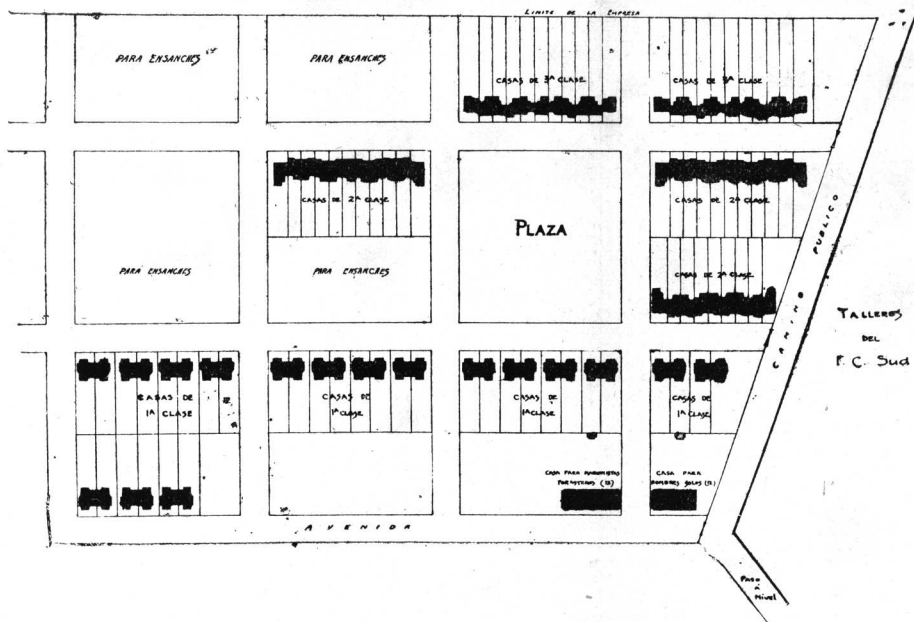 LIMITE DE LA EMPRESA
PARA ENSANCHES
PARA ENSANCHES
CASAS DE 3ª CLASE
CASAS DE 3ª CLASE
CASAS DE 2ª CLASE
PLAZA
CASAS DE 2ª CLASE
PARA ENSANCHES
PARA ENSANCHES
CASAS DE 2ª CLASE
CAMINO PUBLICO
TALLERES
DEL
F. C. Sud
CASAS DE
1ª CLASE
CASAS DE
1ª CLASE
CASAS DE
1ª CLASE
CASAS DE
1ª CLASE
CASA PARA MAQUINISTAS
FORASTEROS (12)
CASA PARA
HOMBRES SOLOS (12)
AVENIDA
PASO
A
NIVEL